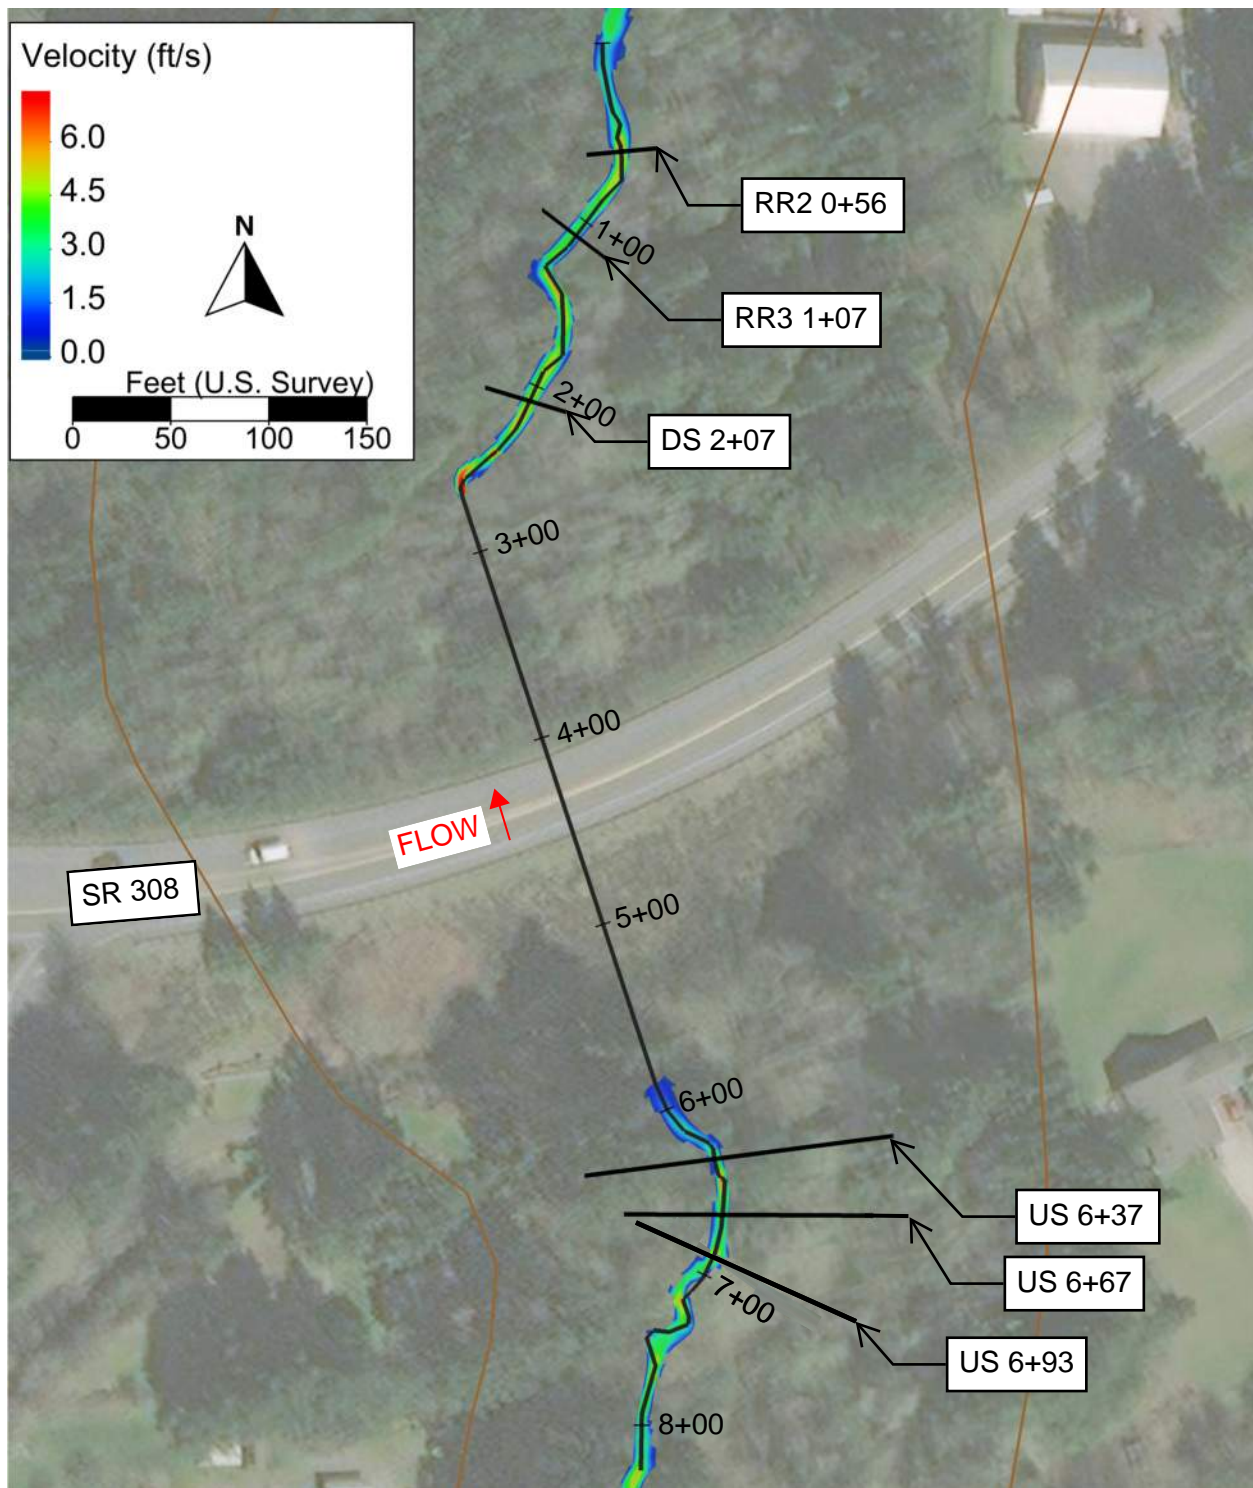 Velocity (ft/s)
6.0
4.5
3.0
1.5
0.0
N
Feet (U.S. Survey)
0 50 100 150
RR2 0+56
1+00
RR3 1+07
2+00
DS 2+07
3+00
4+00
FLOW
SR 308
5+00
6+00
US 6+37
US 6+67
7+00
US 6+93
8+00